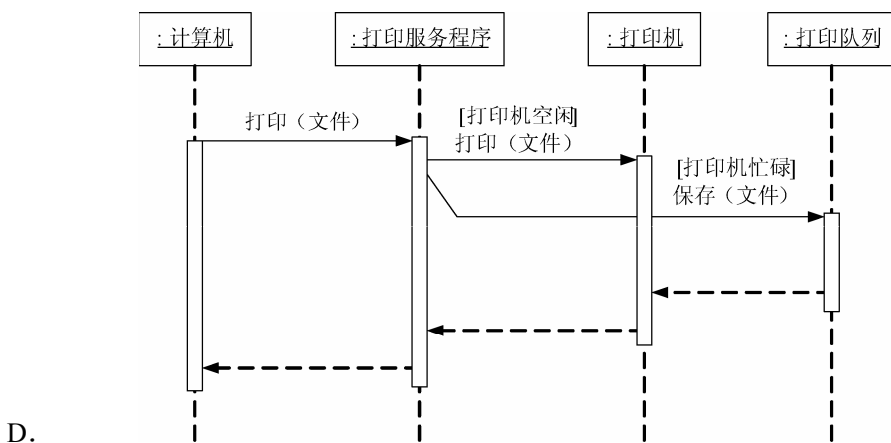 :计算机
:打印服务程序
:打印机
:打印队列
打印（文件）
[打印机空闲]
打印（文件）
[打印机忙碌]
保存（文件）
D.